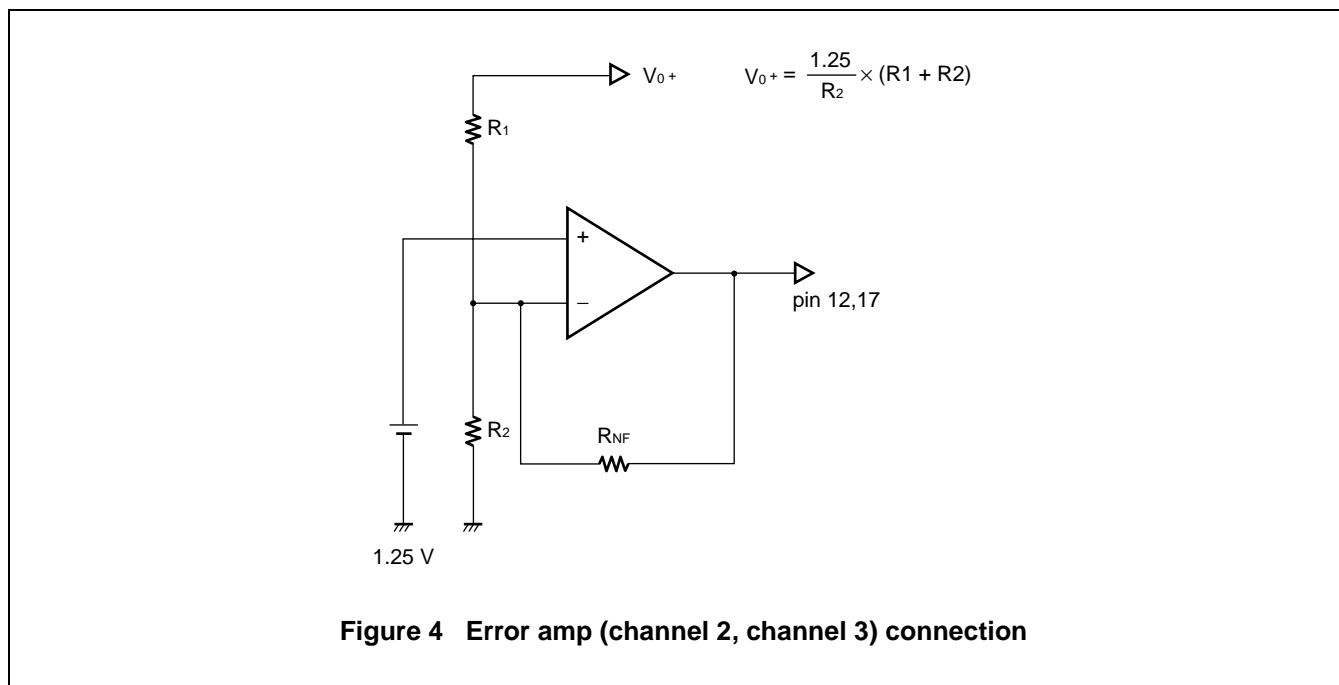 V0+ V0+ = 1.25 / R2 × (R1 + R2)
R1
+
−
pin 12,17
R2
RNF
1.25 V
Figure 4 Error amp (channel 2, channel 3) connection